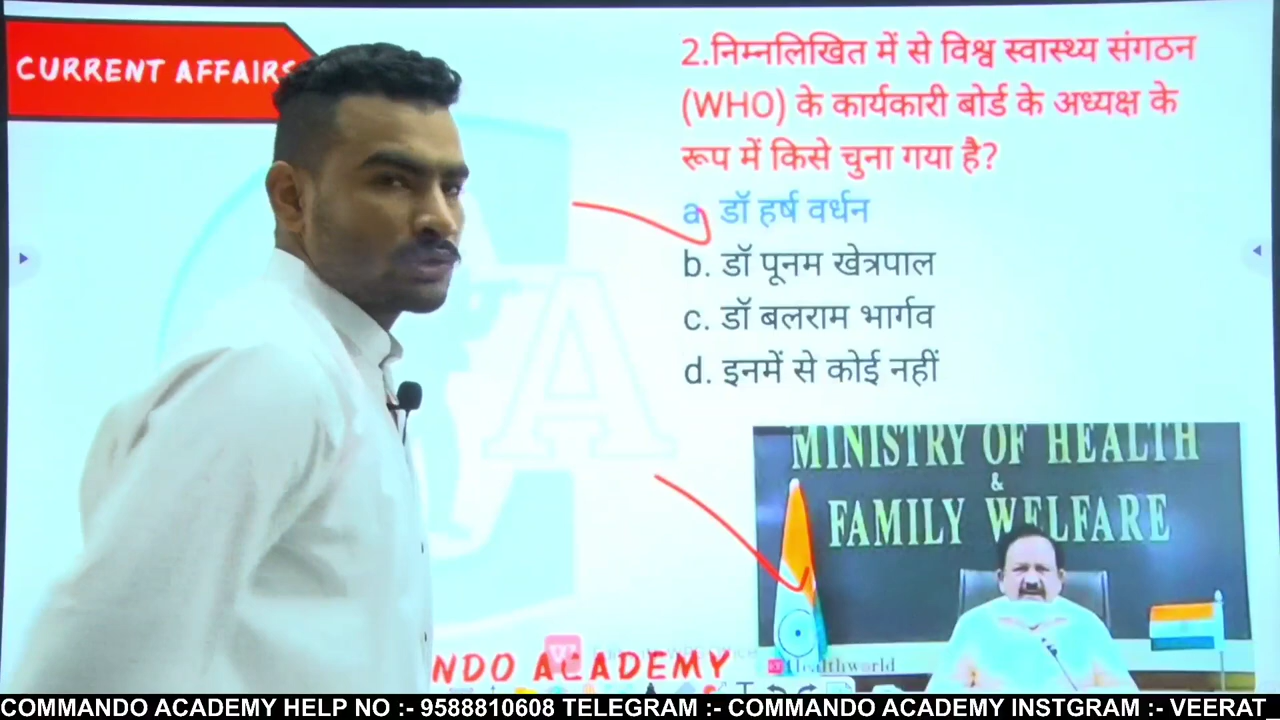 CURRENT AFFAIRS
2.निम्नलिखित में से विश्व स्वास्थ्य संगठन
(WHO) के कार्यकारी बोर्ड के अध्यक्ष के
रूप में किसे चुना गया है?
a. डॉ हर्ष वर्धन
b. डॉ पूनम खेत्रपाल
c. डॉ बलराम भार्गव
d. इनमें से कोई नहीं
A
MINISTRY OF HEALTH
&
FAMILY WELFARE
Healthworld
NDO ACADEMY
COMMANDO ACADEMY HELP NO :- 9588810608 TELEGRAM :- COMMANDO ACADEMY INSTGRAM :- VEERAT